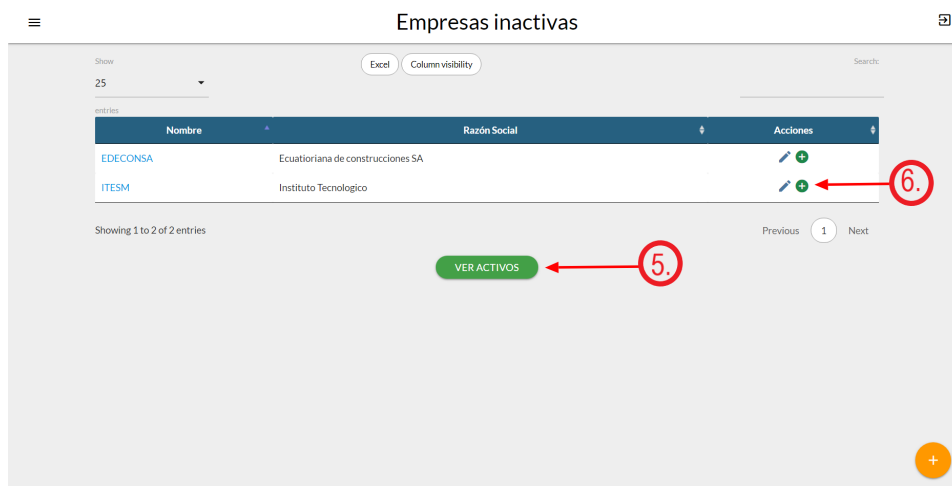 Empresas inactivas
Show
25
entries
Excel
Column visibility
Search:
Nombre
Razón Social
Acciones
EDECONSA
Ecuatioriana de construcciones SA
ITESM
Instituto Tecnologico
6.
Showing 1 to 2 of 2 entries
Previous
1
Next
VER ACTIVOS
5.
+